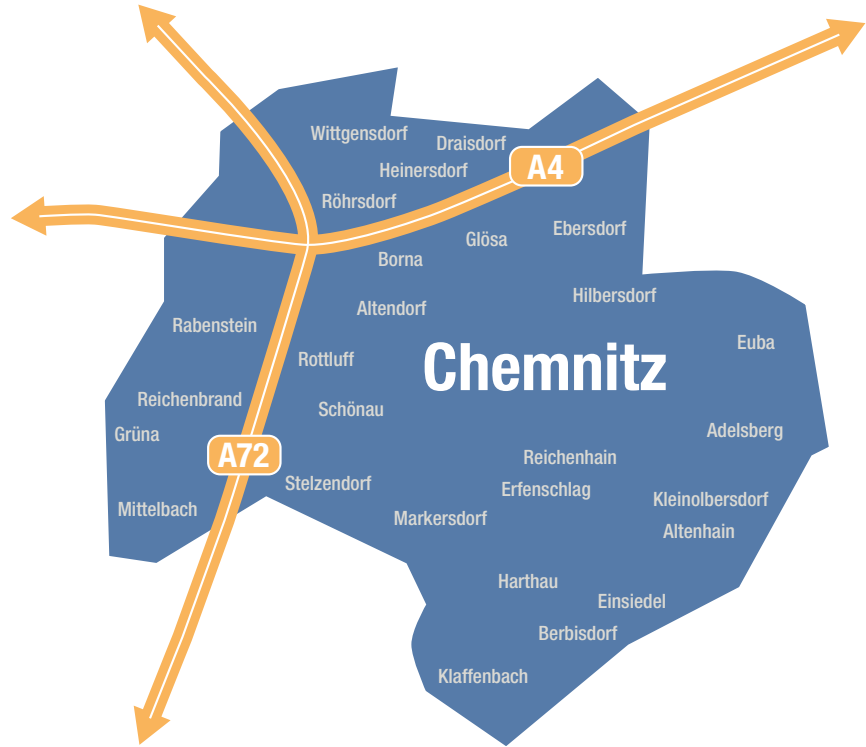 Wittgensdorf
Draisdorf
Heinersdorf
A4
Röhrsdorf
Glösa
Ebersdorf
Borna
Hilbersdorf
Altendorf
Rabenstein
Euba
Rottluff
Chemnitz
Reichenbrand
Schönau
Grüna
Adelsberg
A72
Reichenhain
Stelzendorf
Erfenschlag
Kleinolbersdorf
Mittelbach
Markersdorf
Altenhain
Harthau
Einsiedel
Berbisdorf
Klaffenbach